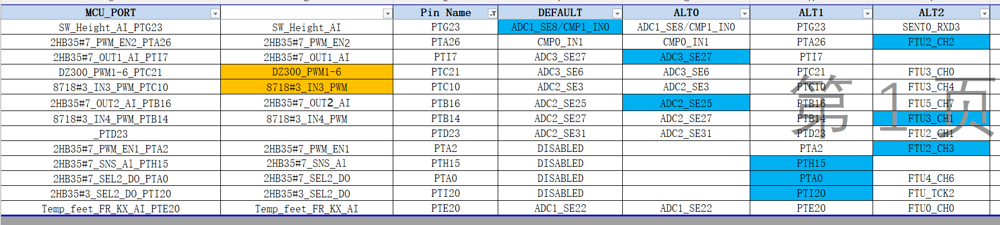 MCU_PORT Pin Name DEFAULT ALT0 ALT1 ALT2
SW_Height_AI_PTG23 SW_Height_AI PTG23 ADC1_SE8/CMP1_IN0 ADC1_SE8/CMP1_IN0 PTG23 SENT0_RXD3
2HB35#7_PWM_EN2_PTA26 2HB35#7_PWM_EN2 PTA26 CMP0_IN1 CMP0_IN1 PTA26 FTU2_CH2
2HB35#7_OUT1_AI_PTI7 2HB35#7_OUT1_AI PTI7 ADC3_SE27 ADC3_SE27 PTI7
DZ300_PWM1-6_PTC21 DZ300_PWM1-6 PTC21 ADC3_SE6 ADC3_SE6 PTC21 FTU3_CH0
8718#3_IN3_PWM_PTC10 8718#3_IN3_PWM PTC10 ADC2_SE3 ADC2_SE3 PTC10 FTU3_CH4
2HB35#7_OUT2_AI_PTB16 2HB35#7_OUT2_AI PTB16 ADC2_SE25 ADC2_SE25 PTB16 FTU5_CH7
8718#3_IN4_PWM_PTB14 8718#3_IN4_PWM PTB14 ADC2_SE27 ADC2_SE27 PTB14 FTU3_CH1
_PTD23 PTD23 ADC2_SE31 ADC2_SE31 PTD23 FTU2_CH1
2HB35#7_PWM_EN1_PTA2 2HB35#7_PWM_EN1 PTA2 DISABLED PTA2 FTU2_CH3
2HB35#7_SNS_Al_PTH15 2HB35#7_SNS_Al PTH15 DISABLED PTH15
2HB35#7_SEL2_DO_PTA0 2HB35#7_SEL2_DO PTA0 DISABLED PTA0 FTU4_CH6
2HB35#3_SEL2_DO_PTI20 2HB35#3_SEL2_DO PTI20 DISABLED PTI20 FTU_TCK2
Temp_feet_FR_KX_AI_PTE20 Temp_feet_FR_KX_AI PTE20 ADC1_SE22 ADC1_SE22 PTE20 FTU0_CH0
第 1 页